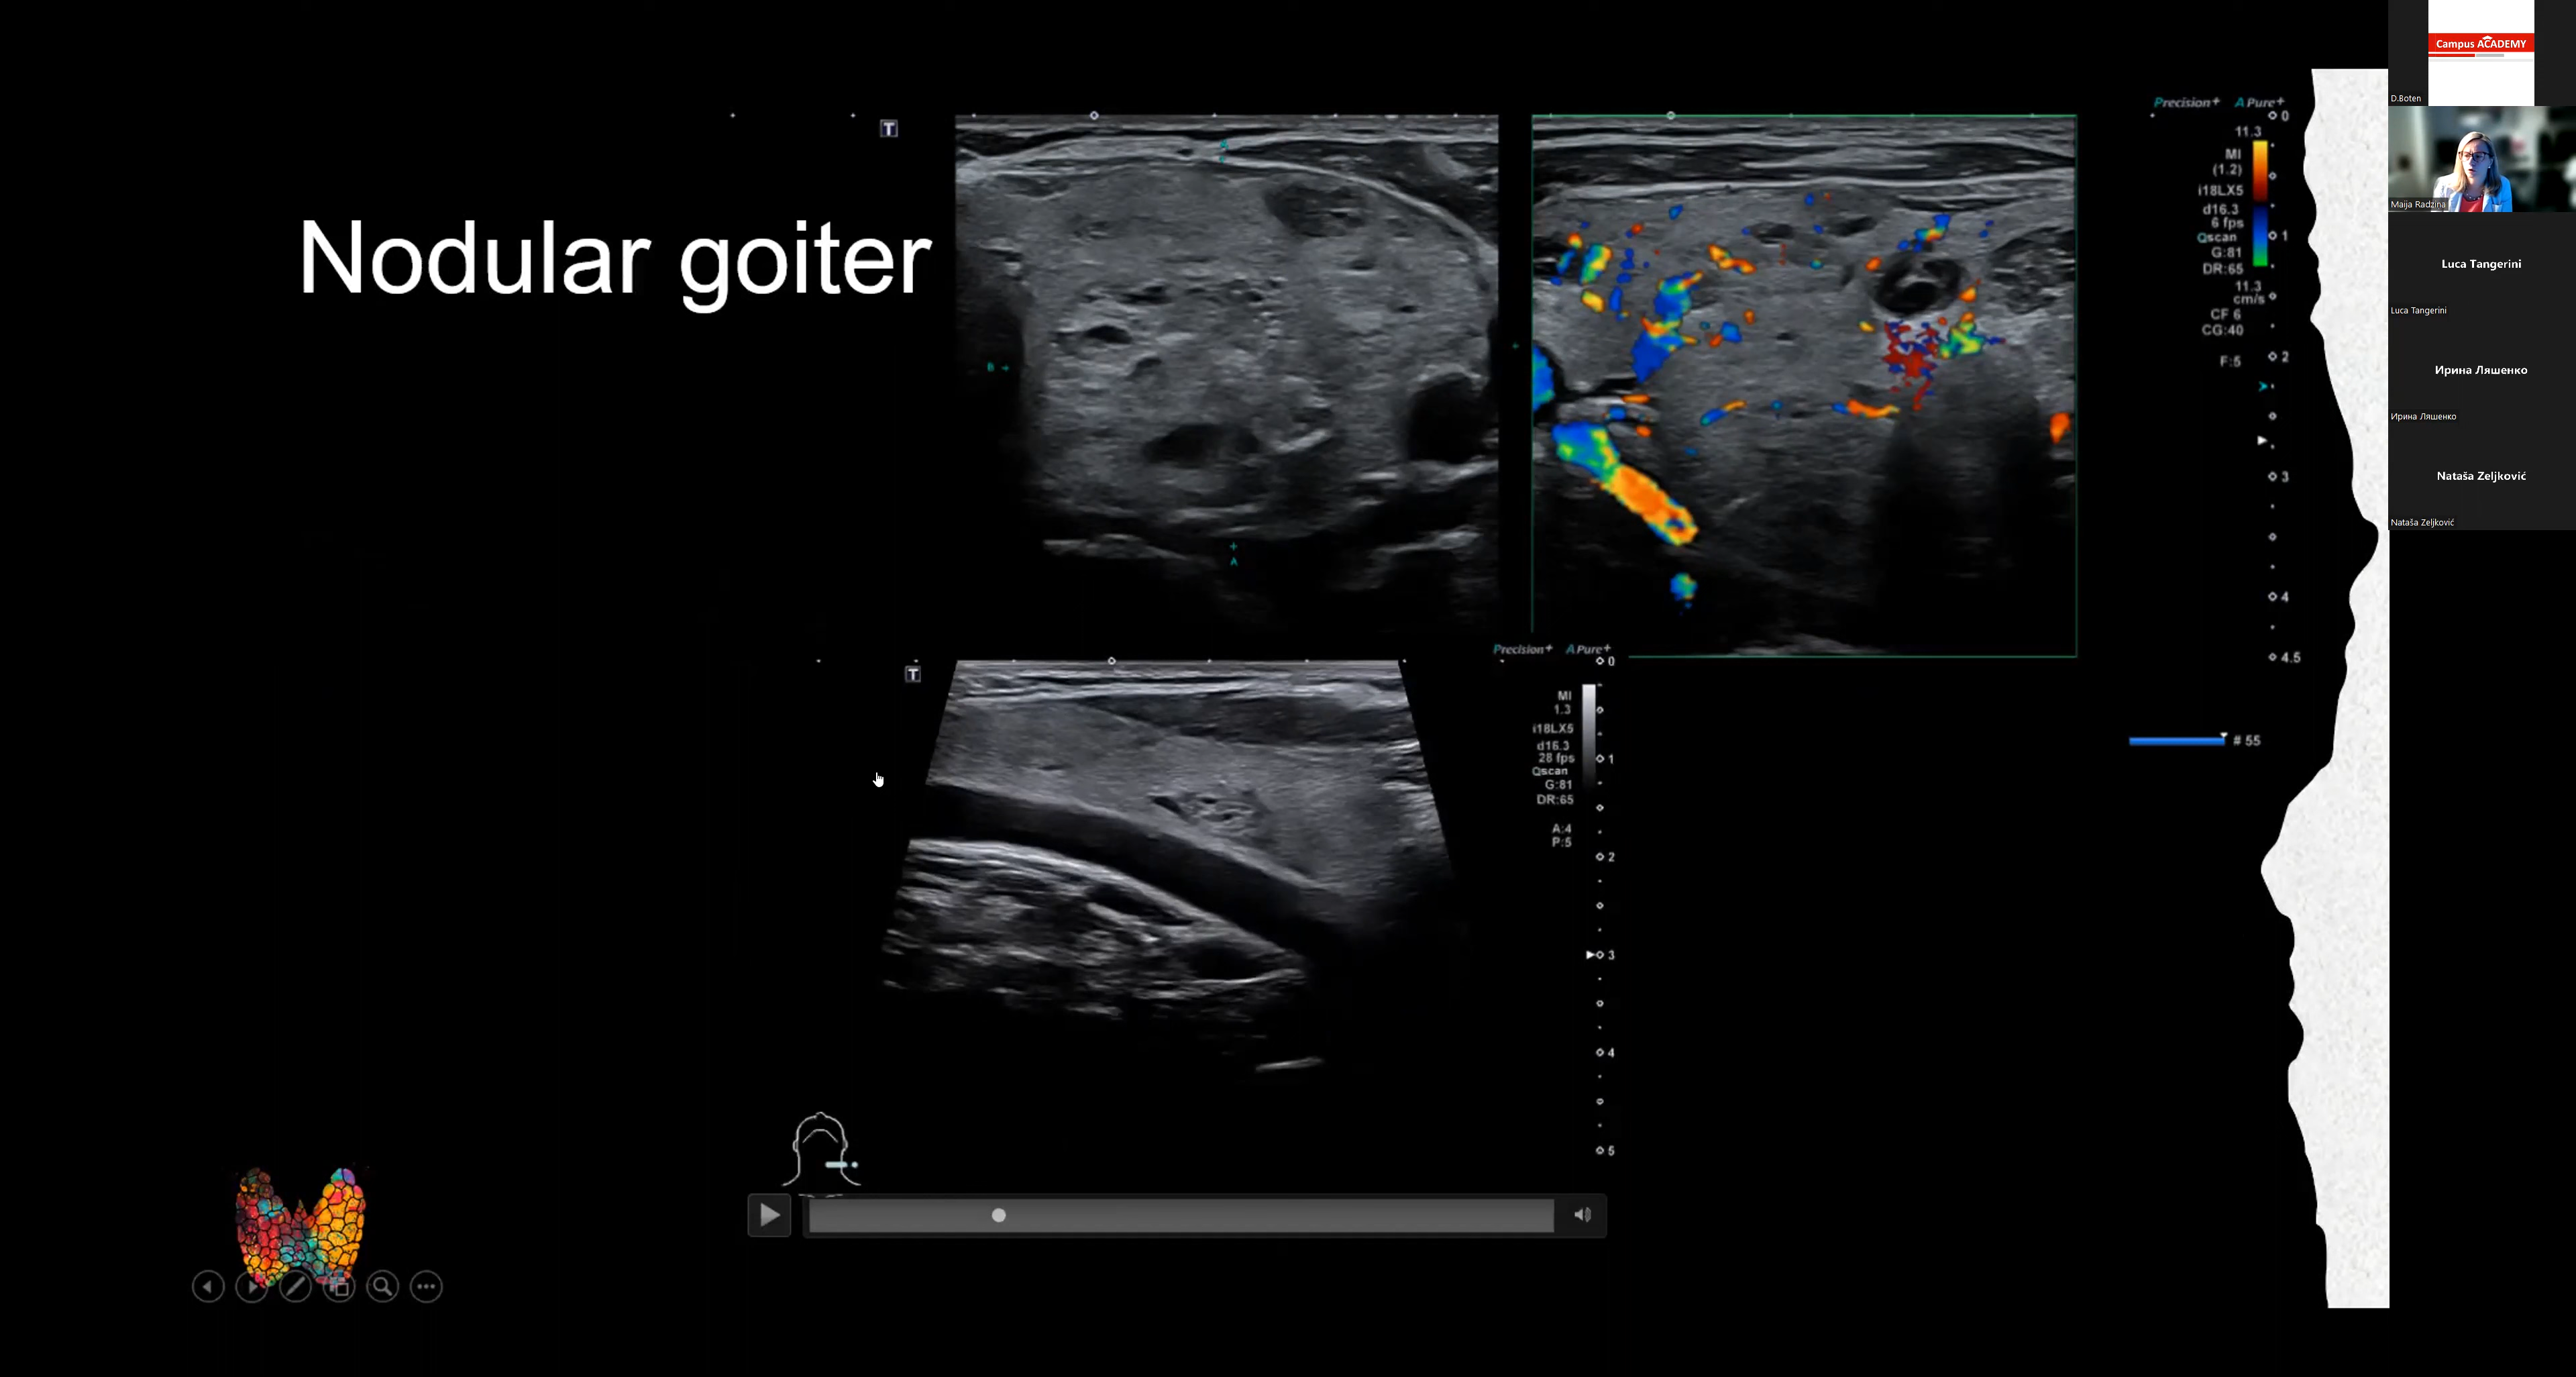 Nodular goiter
T
A
B
A
Precision+ A Pure+
0
11.3
MI
(1.2)
i18LX5
d16.3
6 fps
Qscan
1
G:81
DR:65
11.3
cm/s
CF 6
CG:40
F:5
2
3
4
4.5
# 55
T
Precision+ A Pure+
0
MI
1.3
i18LX5
d16.3
28 fps
1
Qscan
G:81
DR:65
A:4
P:5
2
3
4
5
Campus ACADEMY
D.Boten
Maija Radzina
Luca Tangerini
Luca Tangerini
Ирина Ляшенко
Ирина Ляшенко
Nataša Zeljković
Nataša Zeljković